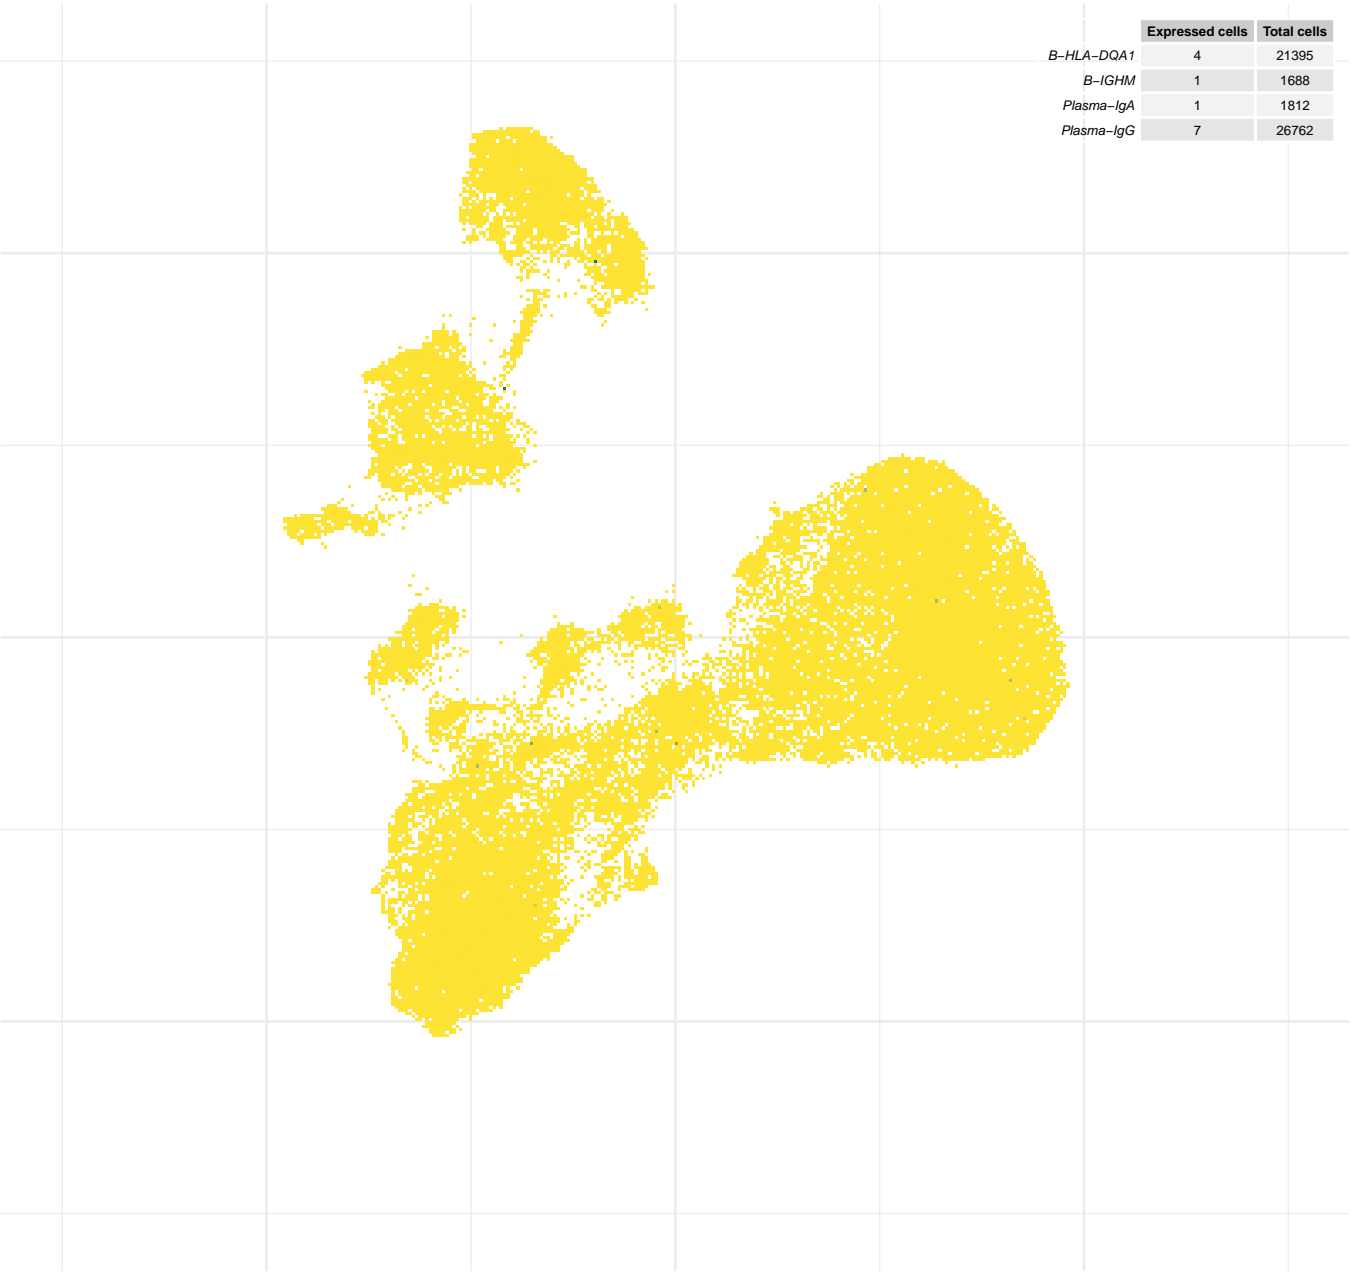 Expressed cells Total cells
B−HLA−DQA1 4 21395
B−IGHM 1 1688
Plasma−IgA 1 1812
Plasma−IgG 7 26762